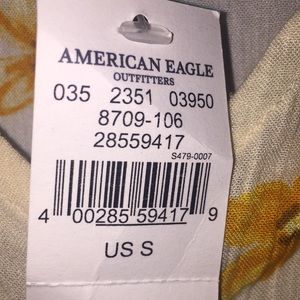 AMERICAN EAGLE
OUTFITTERS
035 2351 03950
8709-106
28559417
S479-0007
4 00285 59417 9
US S